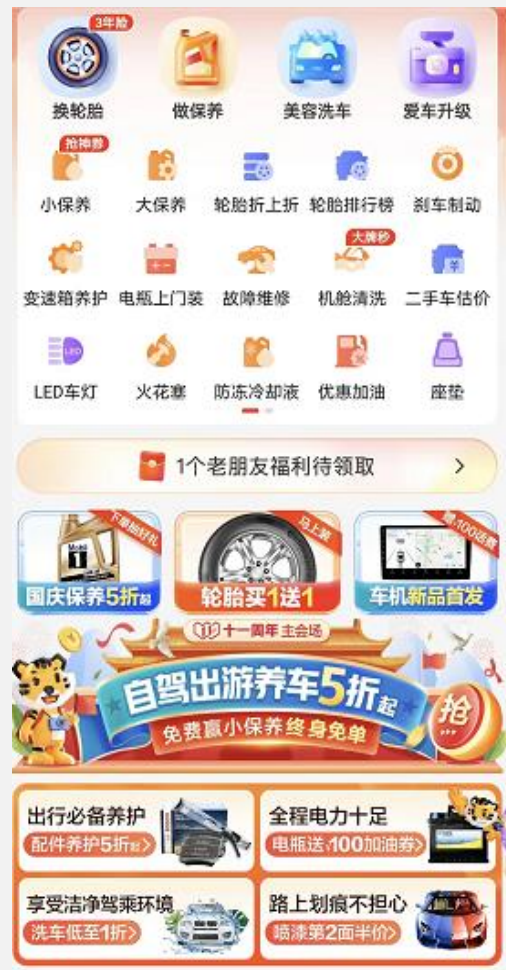 3年险
换轮胎 做保养 美容洗车 爱车升级
抢神券
小保养 大保养 轮胎折上折 轮胎排行榜 刹车制动
大牌秒
变速箱养护 电瓶上门装 故障维修 机舱清洗 二手车估价
LED
LED车灯 火花塞 防冻冷却液 优惠加油 座垫
1个老朋友福利待领取
下单抽好礼
Mobil
1
国庆保养5折起
马上装
轮胎买1送1
车机新品首发
十一周年 主会场
自驾出游养车5折起
抢
免费赢小保养终身免单
出行必备养护
配件养护5折起
全程电力十足
电瓶送100加油券
享受洁净驾乘环境
洗车低至1折
路上划痕不担心
喷漆第2面半价